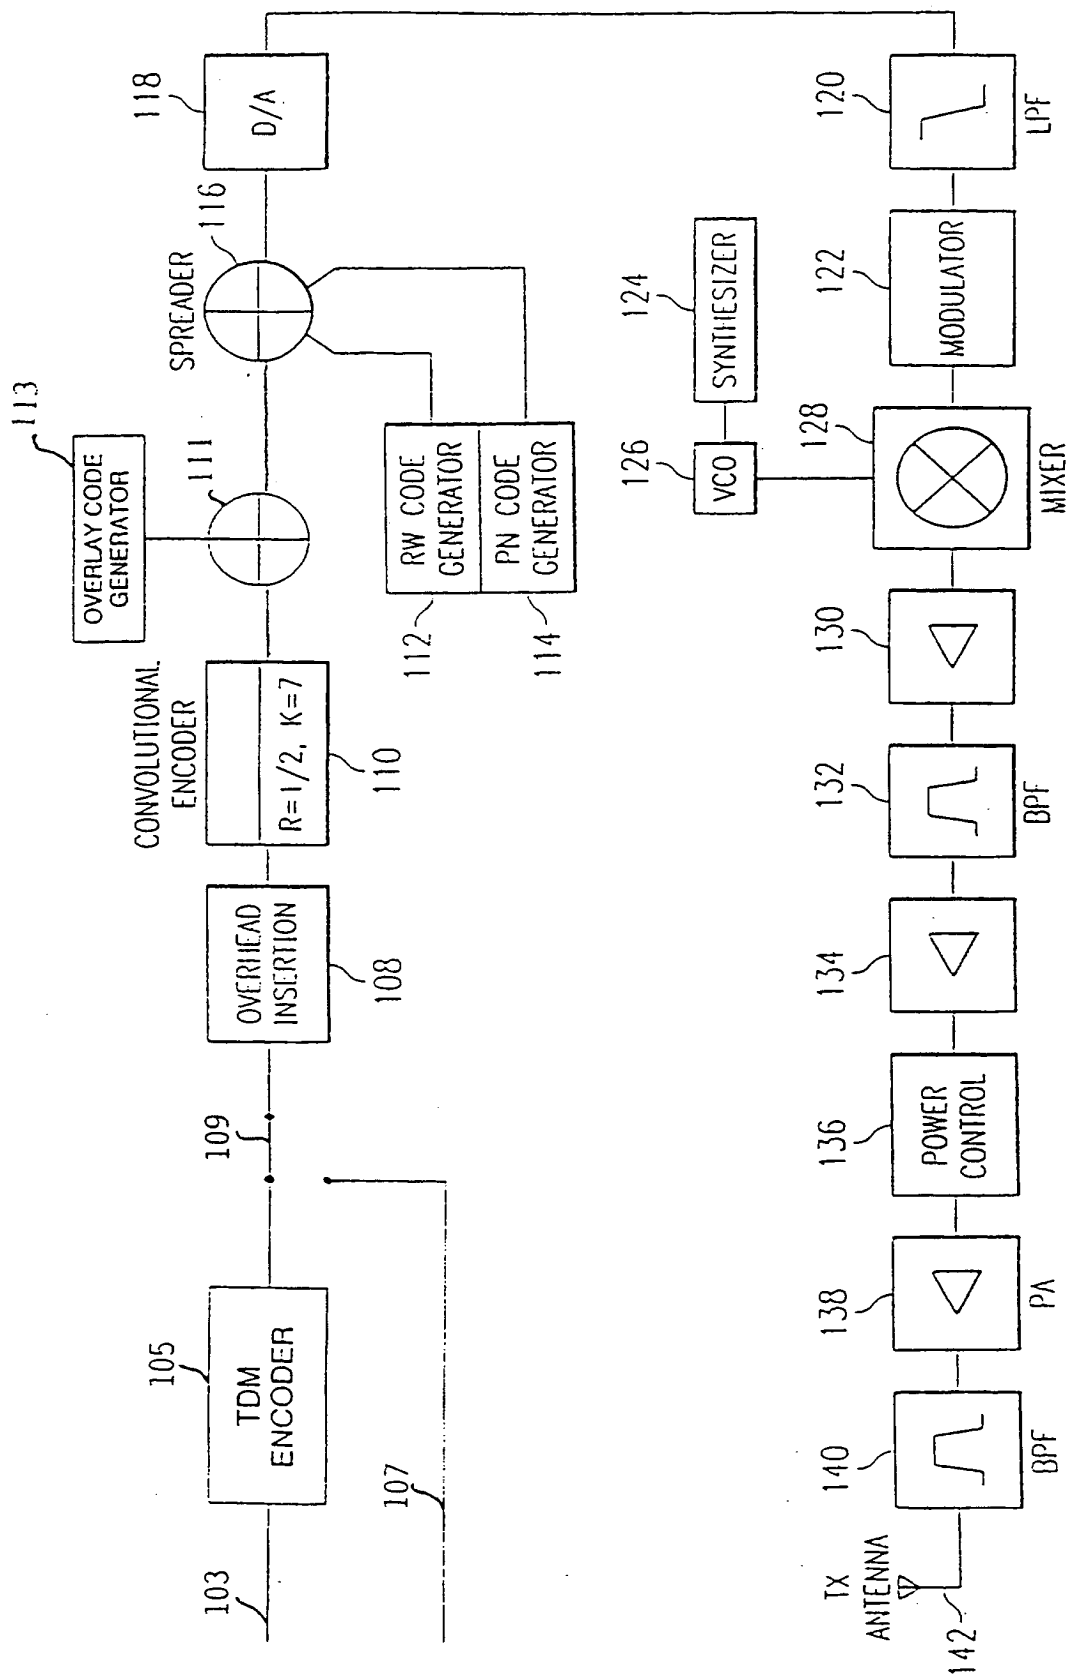 103
105
TDM
ENCODER
107
109
OVERHEAD
INSERTION
108
CONVOLUTIONAL
ENCODER
R=1/2, K=7
110
OVERLAY CODE
GENERATOR
113
111
RW CODE
GENERATOR
PN CODE
GENERATOR
112
114
SPREADER
116
118
D/A
TX
ANTENNA
142
140
BPF
138
PA
136
POWER
CONTROL
134
132
BPF
130
128
MIXER
126
VCO
124
SYNTHESIZER
122
MODULATOR
120
LPF